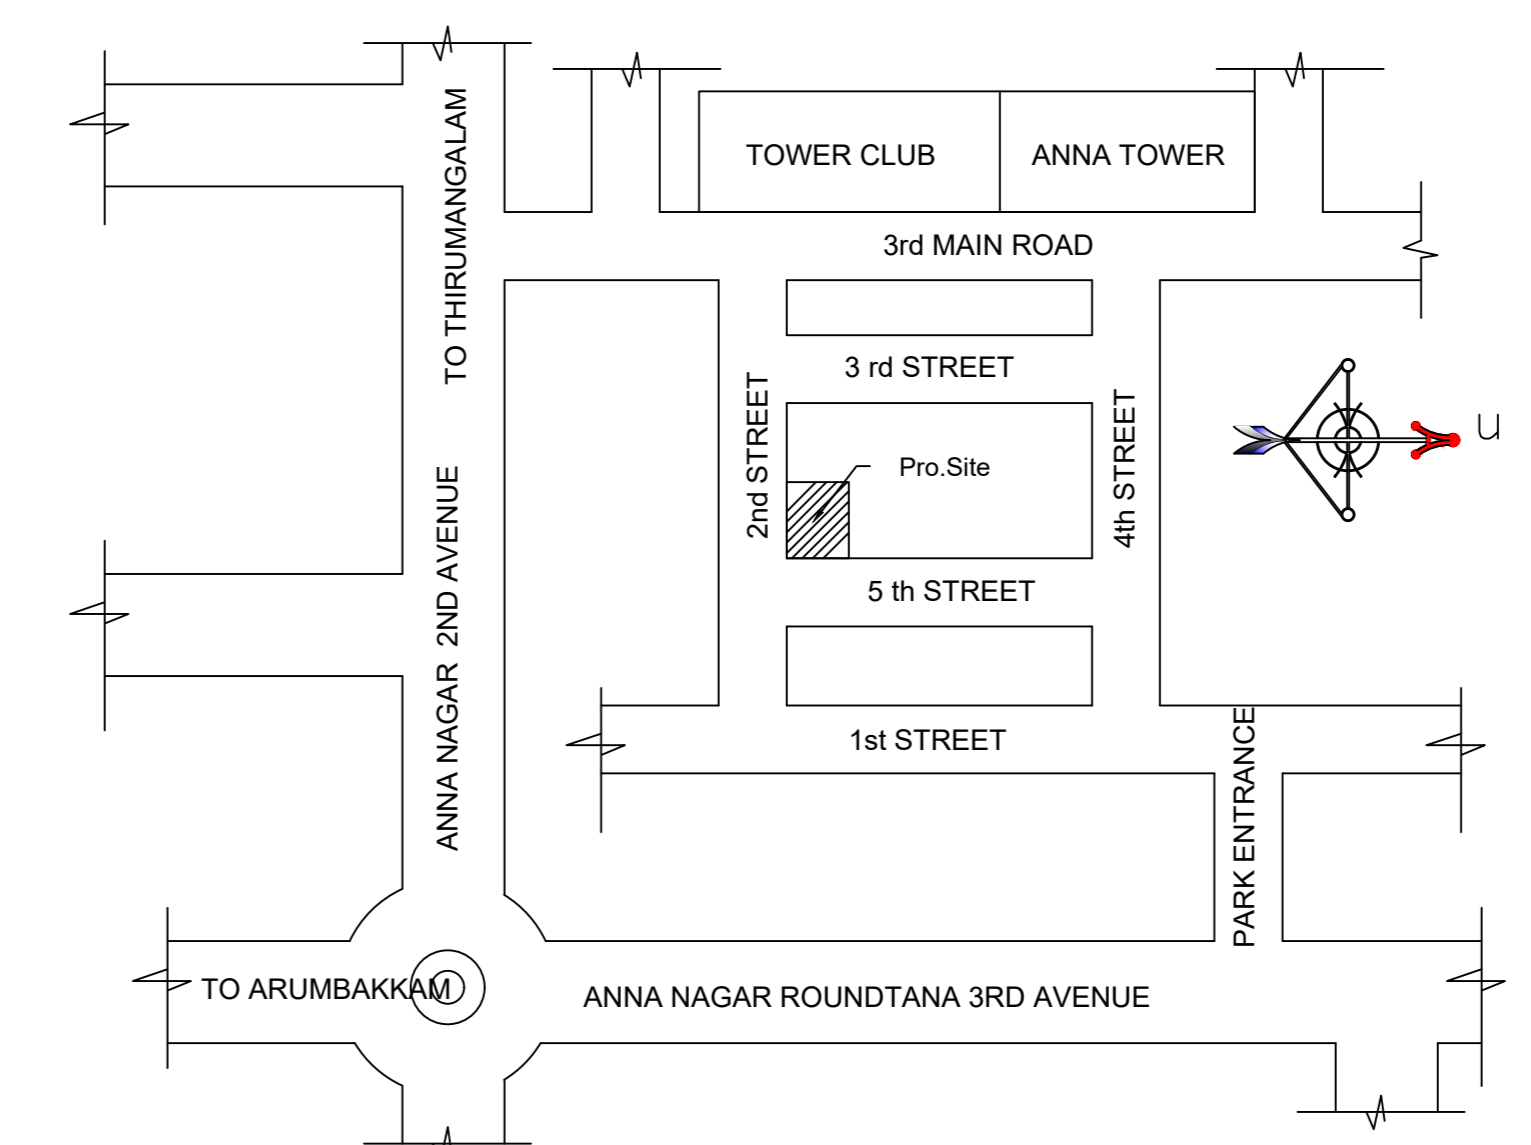 TO THIRUMANGALAM
TOWER CLUB
ANNA TOWER
3rd MAIN ROAD
3 rd STREET
2nd STREET
4th STREET
Pro.Site
u
ANNA NAGAR 2ND AVENUE
5 th STREET
1st STREET
PARK ENTRANCE
TO ARUMBAKKAM
ANNA NAGAR ROUNDTANA 3RD AVENUE